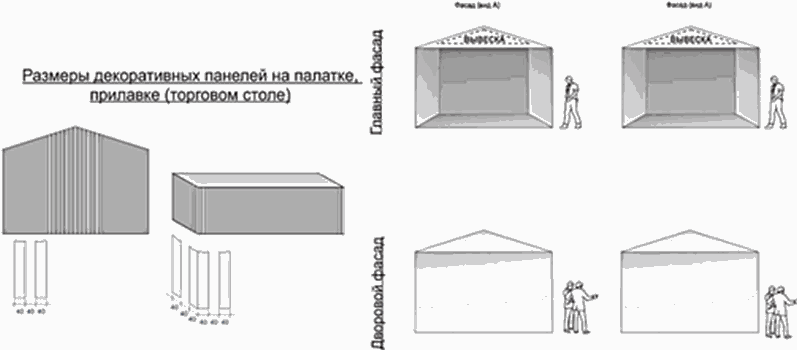 Размеры декоративных панелей на палатке,
прилавке (торговом столе)
40 40 40
40 40 40 40 40
Фасад (вид А)
Фасад (вид А)
Главный фасад
ВЫВЕСКА
ВЫВЕСКА
Дворовой фасад